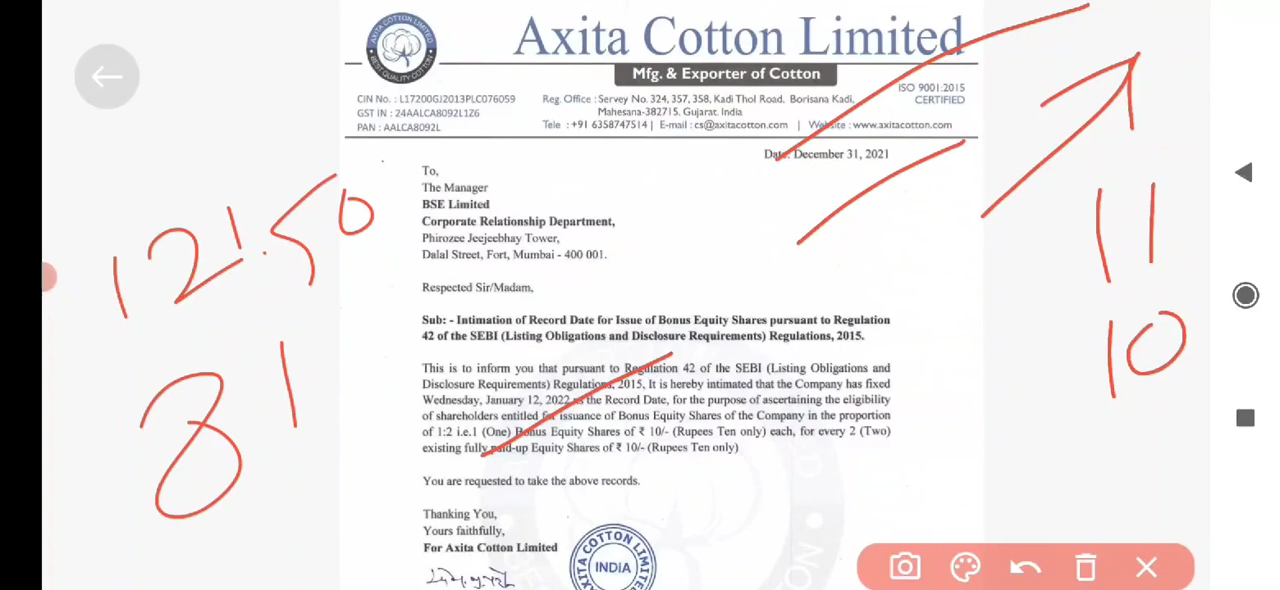 Axita Cotton Limited
Mfg. & Exporter of Cotton
AXITA COTTON LIMITED
BEST QUALITY COTTON
CIN No. : L17200GJ2013PLC076059
GST IN : 24AALCA8092L1Z6
PAN : AALCA8092L
Reg. Office : Servey No. 324, 357, 358, Kadi Thol Road, Borisana Kadi,
Mahesana-382715. Gujarat. India
Tele : +91 6358747514 | E-mail : cs@axitacotton.com | Website : www.axitacotton.com
ISO 9001:2015
CERTIFIED
Date: December 31, 2021
To,
The Manager
BSE Limited
Corporate Relationship Department,
Phirozee Jeejeebhay Tower,
Dalal Street, Fort, Mumbai - 400 001.
Respected Sir/Madam,
Sub: - Intimation of Record Date for Issue of Bonus Equity Shares pursuant to Regulation
42 of the SEBI (Listing Obligations and Disclosure Requirements) Regulations, 2015.
This is to inform you that pursuant to Regulation 42 of the SEBI (Listing Obligations and
Disclosure Requirements) Regulations, 2015, It is hereby intimated that the Company has fixed
Wednesday, January 12, 2022 as the Record Date, for the purpose of ascertaining the eligibility
of shareholders entitled for issuance of Bonus Equity Shares of the Company in the proportion
of 1:2 i.e.1 (One) Bonus Equity Shares of ₹ 10/- (Rupees Ten only) each, for every 2 (Two)
existing fully paid-up Equity Shares of ₹ 10/- (Rupees Ten only)
You are requested to take the above records.
Thanking You,
Yours faithfully,
For Axita Cotton Limited
AXITA COTTON LIMITED
INDIA
121.50
81
11
10